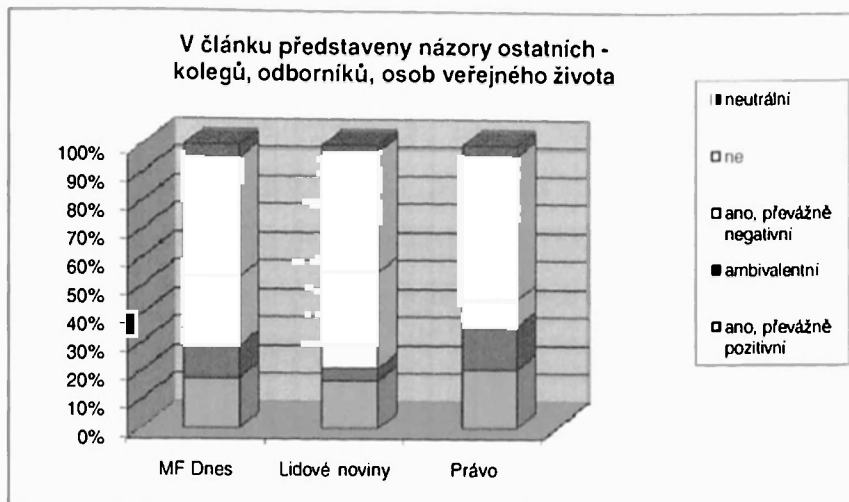 V článku představeny názory ostatních -
kolegů, odborníků, osob veřejného života
100%
90%
80%
70%
60%
50%
40%
30%
20%
10%
0%
MF Dnes
Lidové noviny
Právo
neutrální
ne
ano, převážně
negativní
ambivalentní
ano, převážně
pozitivní